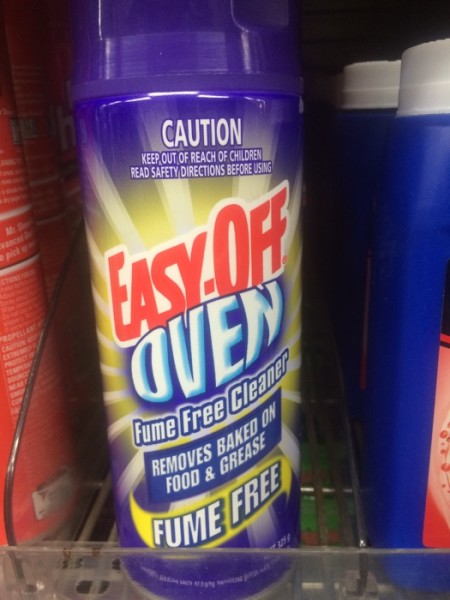 CAUTION
KEEP OUT OF REACH OF CHILDREN
READ SAFETY DIRECTIONS BEFORE USING
EASY-OFF
OVEN
Fume Free Cleaner
REMOVES BAKED ON
FOOD & GREASE
FUME FREE
325g